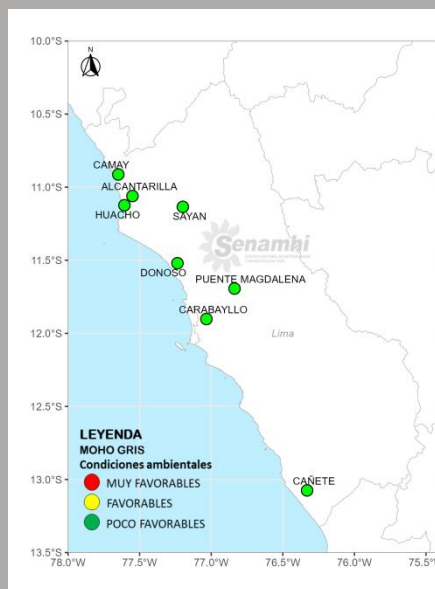 10.0°S
N
10.5°S
CAMAY
11.0°S
ALCANTARILLA
HUACHO
SAYAN
Senamhi
11.5°S
DONOSO
PUENTE MAGDALENA
CARABAYLLO
12.0°S
Lima
12.5°S
LEYENDA
MOHO GRIS
Condiciones ambientales
13.0°S
CAÑETE
MUY FAVORABLES
FAVORABLES
POCO FAVORABLES
13.5°S
78.0°W 77.5°W 77.0°W 76.5°W 76.0°W